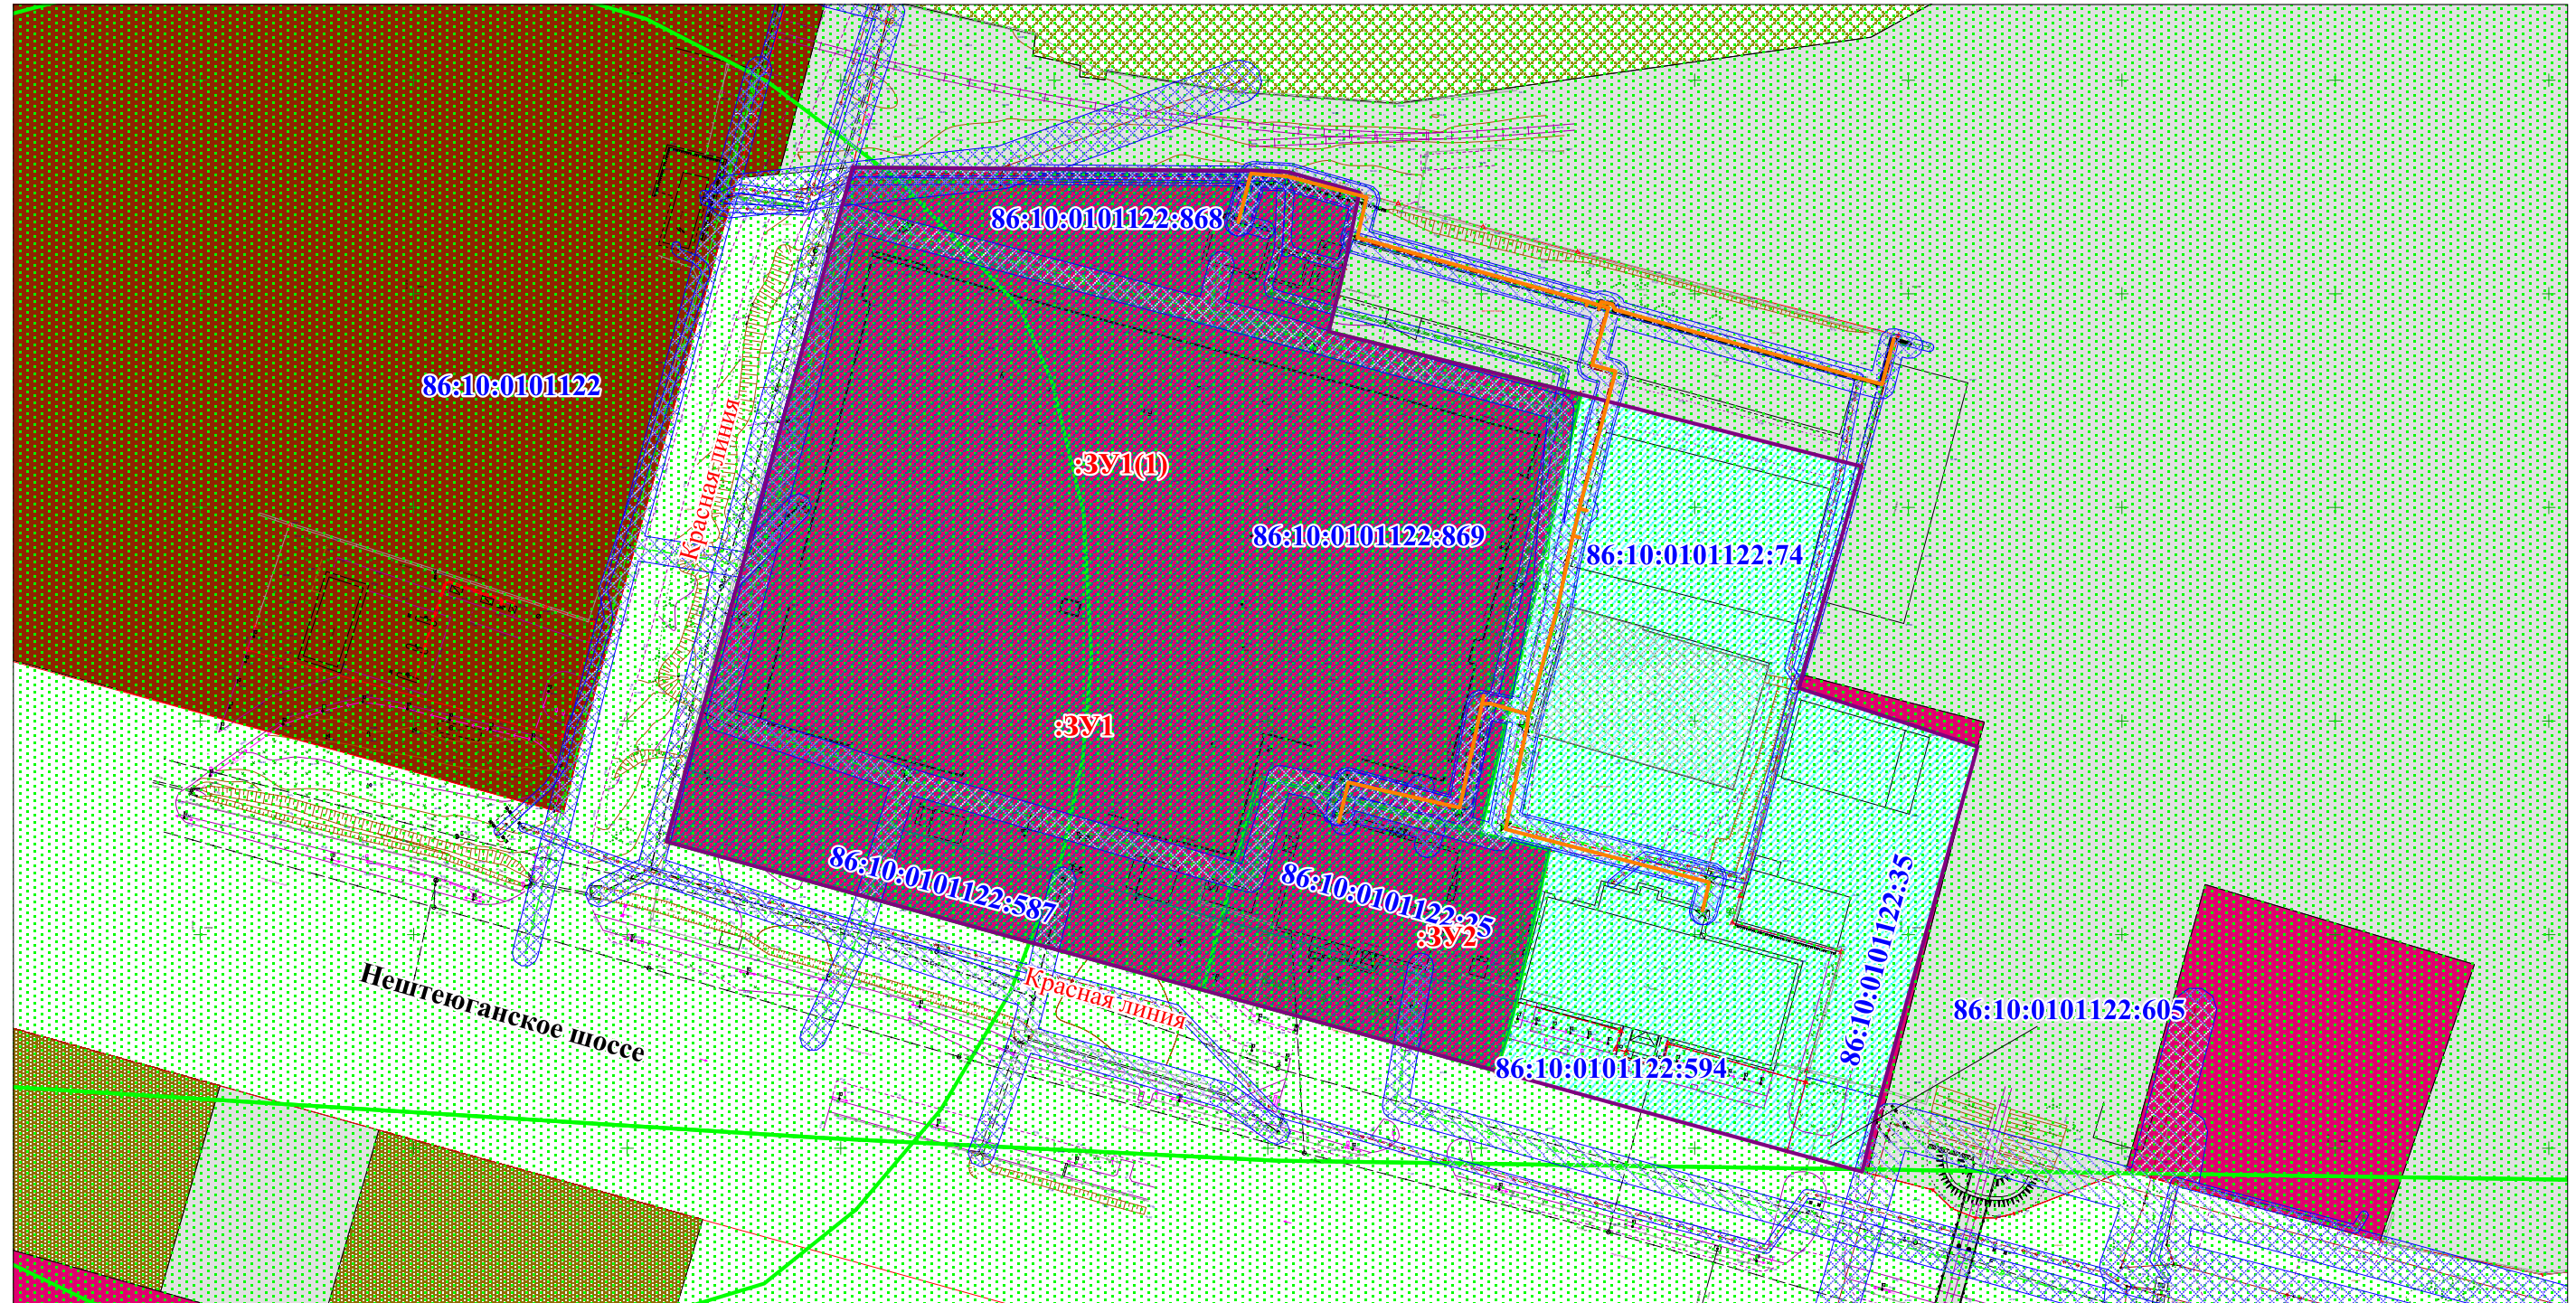 86:10:0101122:868
86:10:0101122
Красная линия
:ЗУ1(1)
86:10:0101122:869
86:10:0101122:74
:ЗУ1
86:10:0101122:587
86:10:0101122:25
:ЗУ2
86:10:0101122:35
Нештеюганское шоссе
Красная линия
86:10:0101122:605
86:10:0101122:594